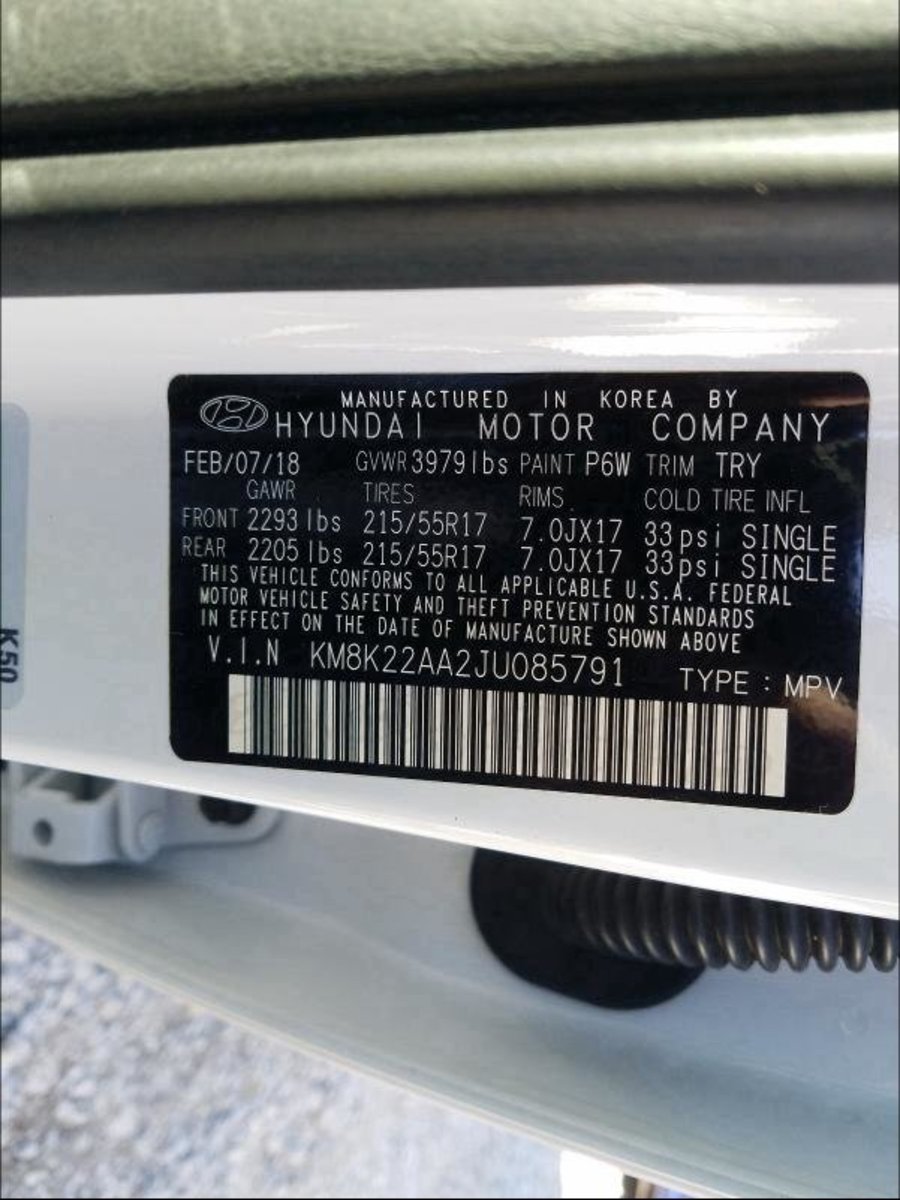 MANUFACTURED IN KOREA BY
HYUNDAI MOTOR COMPANY
FEB/07/18 GVWR 3979lbs PAINT P6W TRIM TRY
GAWR TIRES RIMS. COLD TIRE INFL
FRONT 2293 lbs 215/55R17 7.0JX17 33psi SINGLE
REAR 2205 lbs 215/55R17 7.0JX17 33psi SINGLE
THIS VEHICLE CONFORMS TO ALL APPLICABLE U.S.A. FEDERAL
MOTOR VEHICLE SAFETY AND THEFT PREVENTION STANDARDS
IN EFFECT ON THE DATE OF MANUFACTURE SHOWN ABOVE
V.I.N KM8K22AA2JU085791 TYPE : MPV
K50